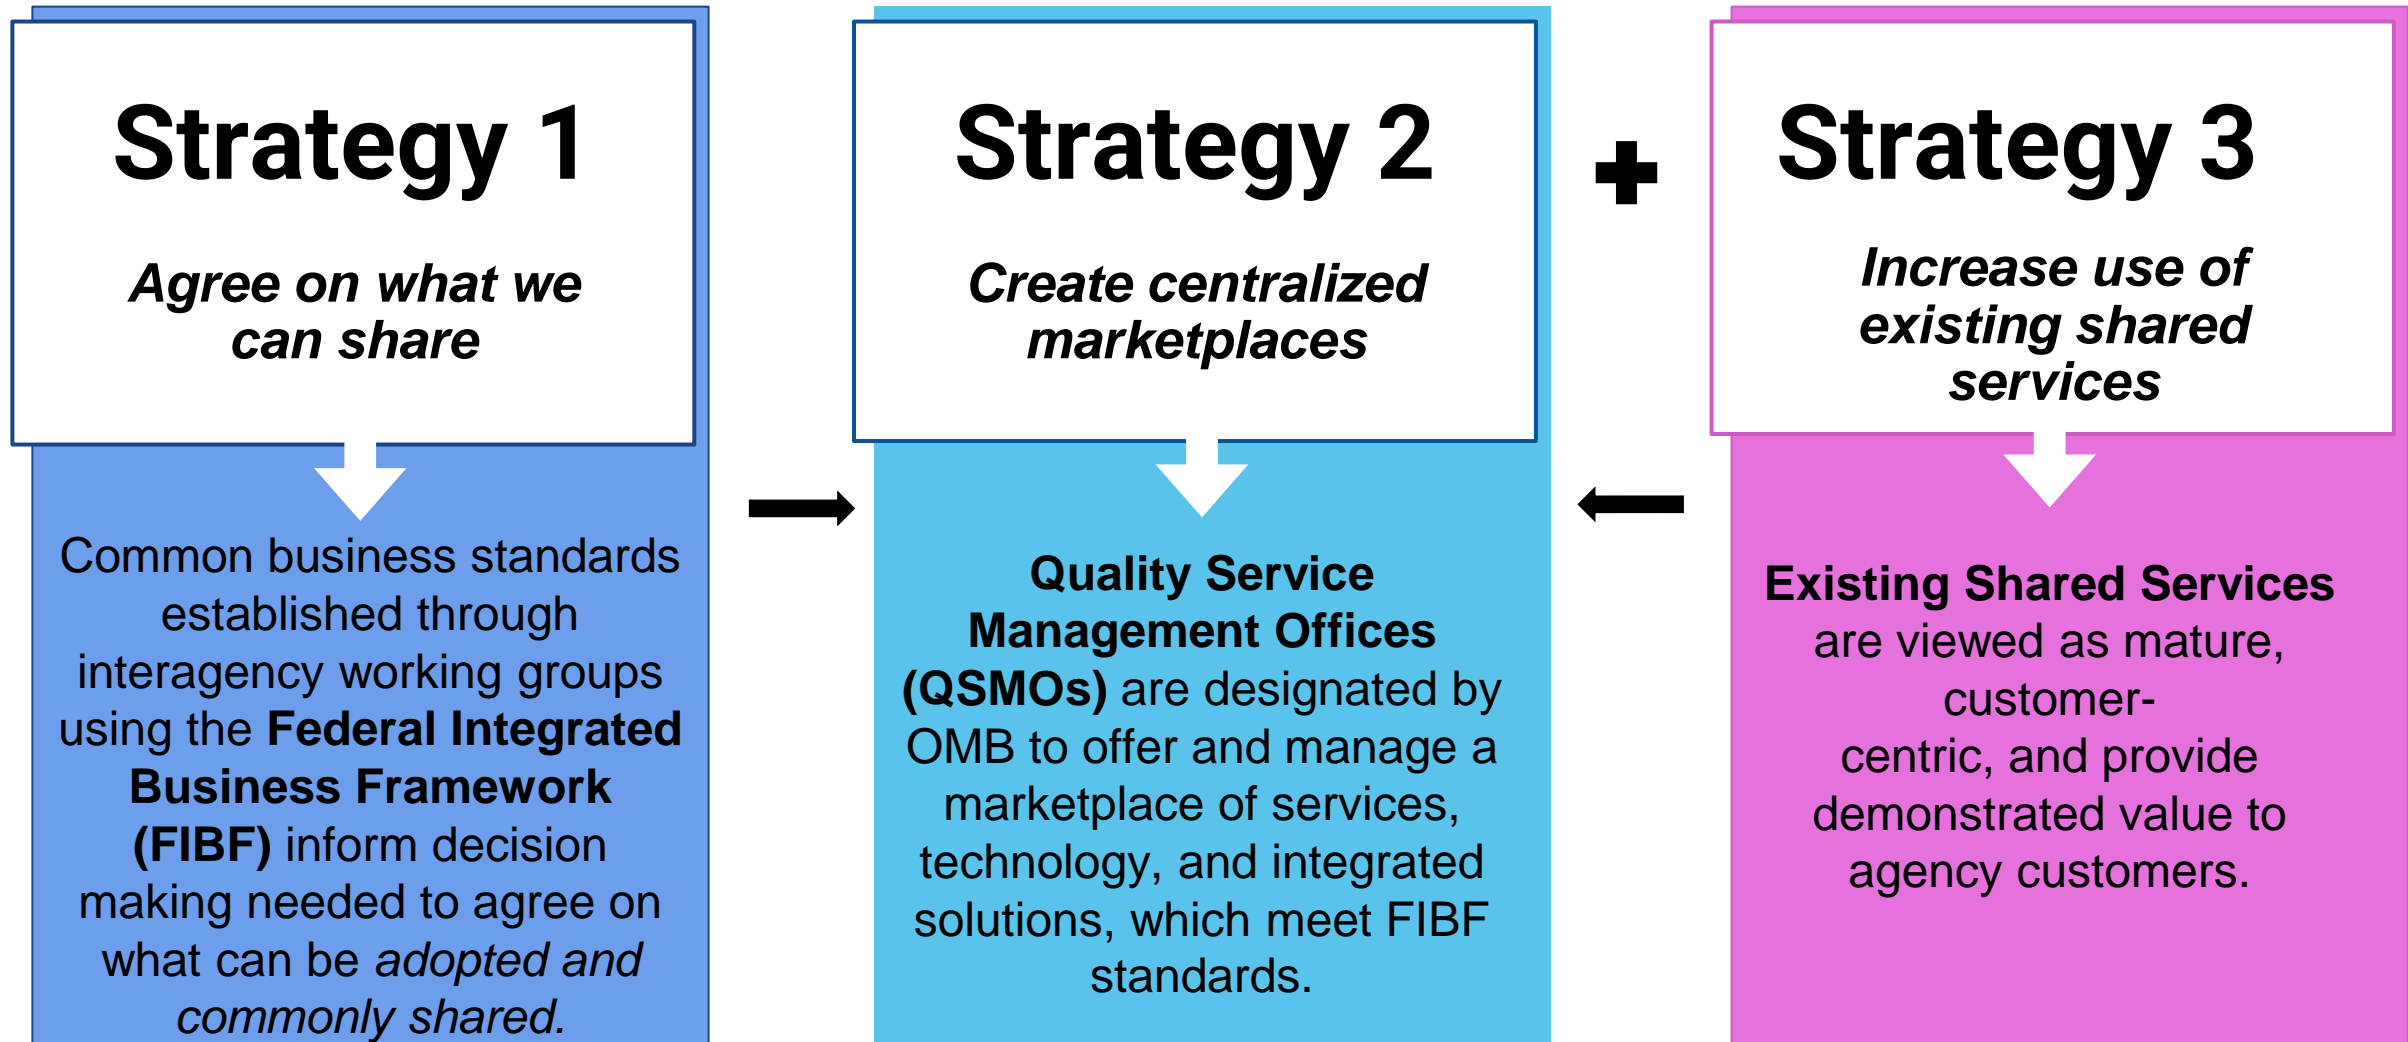 Strategy 1
Agree on what we
can share
Common business standards
established through
interagency working groups
using the Federal Integrated
Business Framework
(FIBF) inform decision
making needed to agree on
what can be adopted and
commonly shared.
Strategy 2
Create centralized
marketplaces
Quality Service
Management Offices
(QSMOs) are designated by
OMB to offer and manage a
marketplace of services,
technology, and integrated
solutions, which meet FIBF
standards.
Strategy 3
Increase use of
existing shared
services
Existing Shared Services
are viewed as mature,
customer-
centric, and provide
demonstrated value to
agency customers.